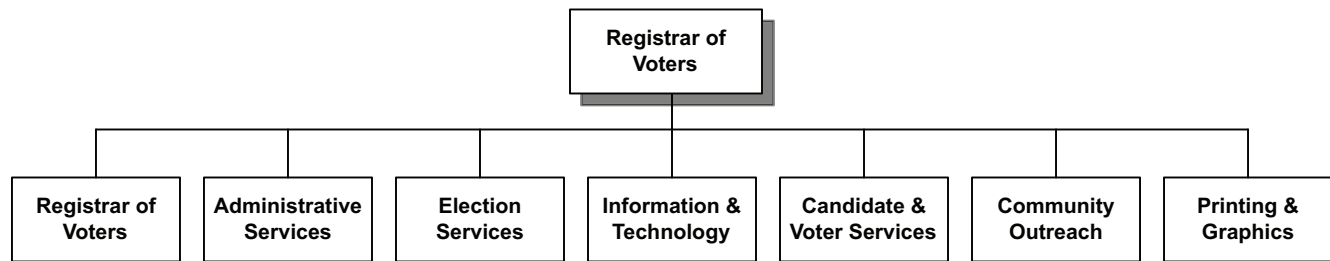 Registrar of
Voters
Registrar of
Voters
Administrative
Services
Election
Services
Information &
Technology
Candidate &
Voter Services
Community
Outreach
Printing &
Graphics